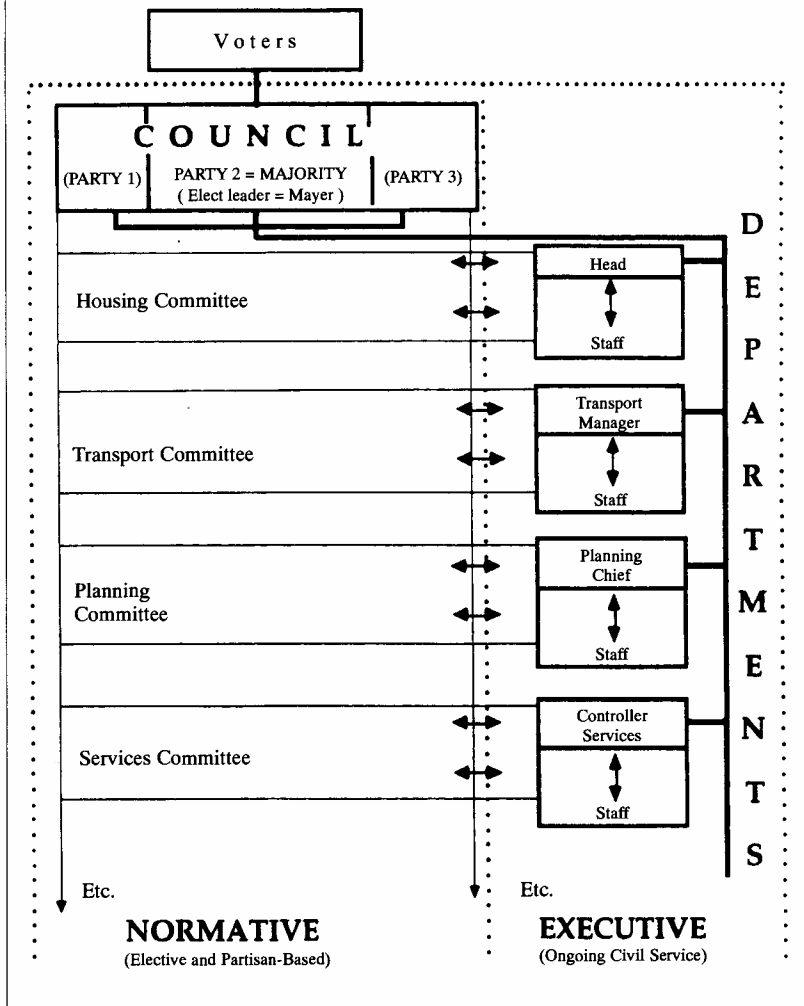 Voters
COUNCIL
(PARTY 1)
PARTY 2 = MAJORITY
( Elect leader = Mayer )
(PARTY 3)
DEPARTMENTS
Housing Committee
Head
Staff
Transport Committee
Transport
Manager
Staff
Planning
Committee
Planning
Chief
Staff
Services Committee
Controller
Services
Staff
Etc.
Etc.
NORMATIVE
(Elective and Partisan-Based)
EXECUTIVE
(Ongoing Civil Service)